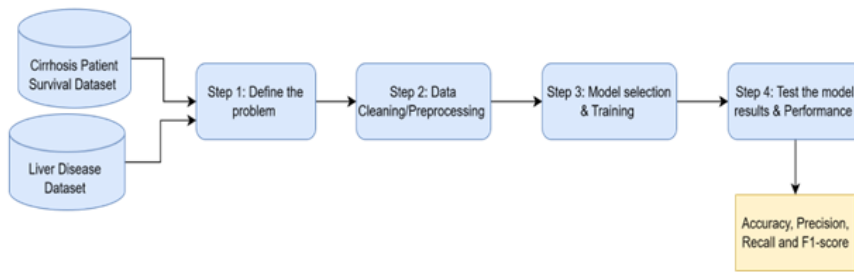 Cirrhosis Patient
Survival Dataset
Liver Disease
Dataset
Step 1: Define the
problem
Step 2: Data
Cleaning/Preprocessing
Step 3: Model selection
& Training
Step 4: Test the model
results & Performance
Accuracy, Precision,
Recall and F1-score